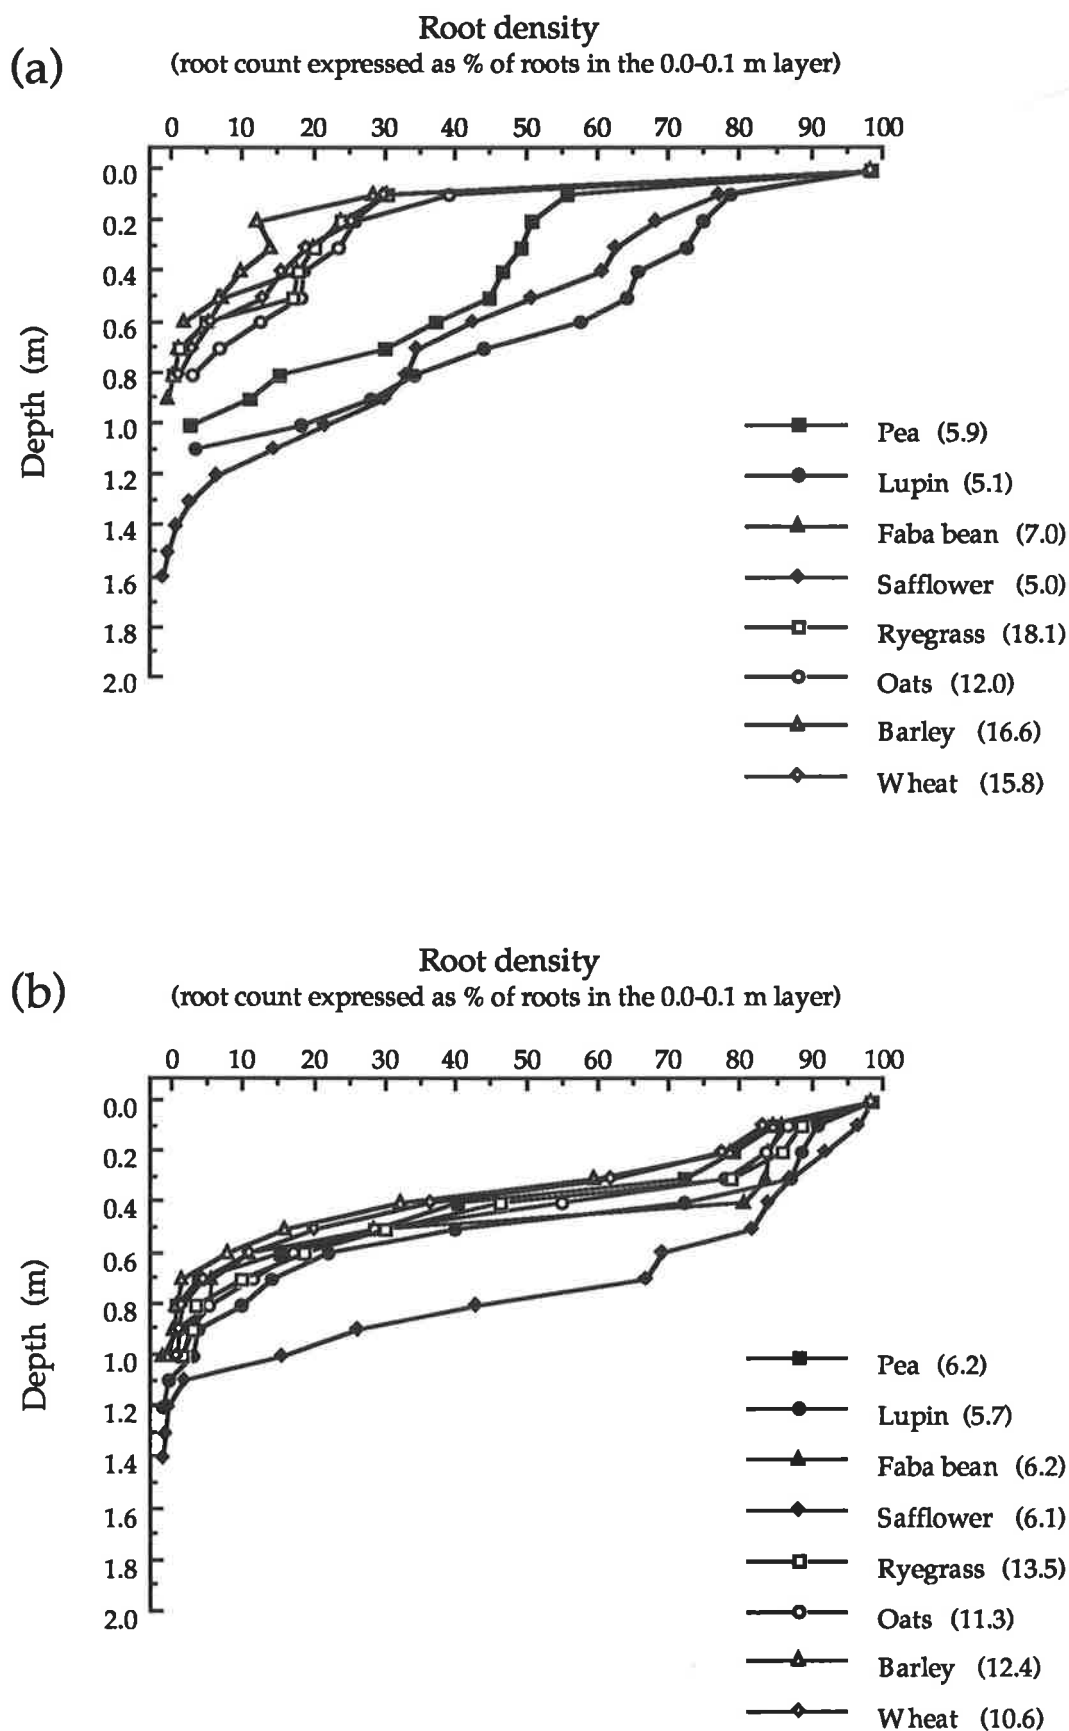 Root density
(a)
(root count expressed as % of roots in the 0.0-0.1 m layer)
0 10 20 30 40 50 60 70 80 90 100
0.0
0.2
0.4
0.6
0.8
1.0
1.2
1.4
1.6
1.8
2.0
Depth (m)
Pea (5.9)
Lupin (5.1)
Faba bean (7.0)
Safflower (5.0)
Ryegrass (18.1)
Oats (12.0)
Barley (16.6)
Wheat (15.8)
Root density
(b)
(root count expressed as % of roots in the 0.0-0.1 m layer)
0 10 20 30 40 50 60 70 80 90 100
0.0
0.2
0.4
0.6
0.8
1.0
1.2
1.4
1.6
1.8
2.0
Depth (m)
Pea (6.2)
Lupin (5.7)
Faba bean (6.2)
Safflower (6.1)
Ryegrass (13.5)
Oats (11.3)
Barley (12.4)
Wheat (10.6)